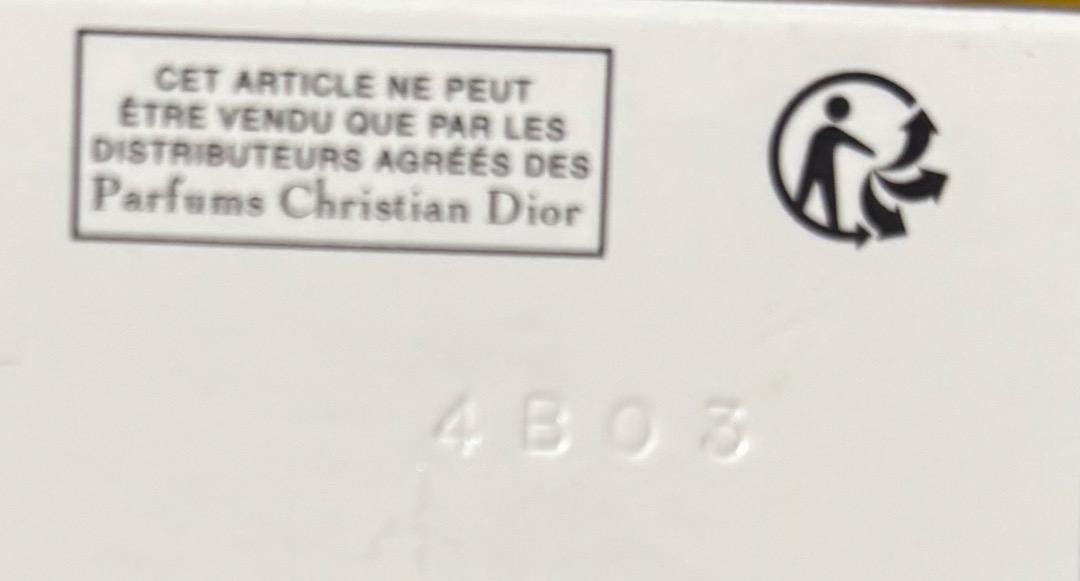 CET ARTICLE NE PEUT
ÊTRE VENDU QUE PAR LES
DISTRIBUTEURS AGRÉÉS DES
Parfums Christian Dior
4B03